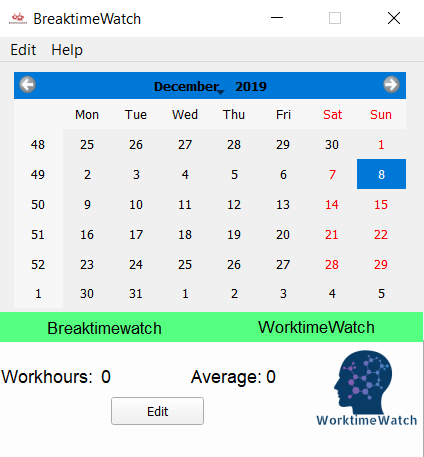 BreaktimeWatch
Edit Help
December, 2019
Mon Tue Wed Thu Fri Sat Sun
48 25 26 27 28 29 30 1
49 2 3 4 5 6 7 8
50 9 10 11 12 13 14 15
51 16 17 18 19 20 21 22
52 23 24 25 26 27 28 29
1 30 31 1 2 3 4 5
Breaktimewatch WorktimeWatch
Workhours: 0 Average: 0
Edit
WorktimeWatch